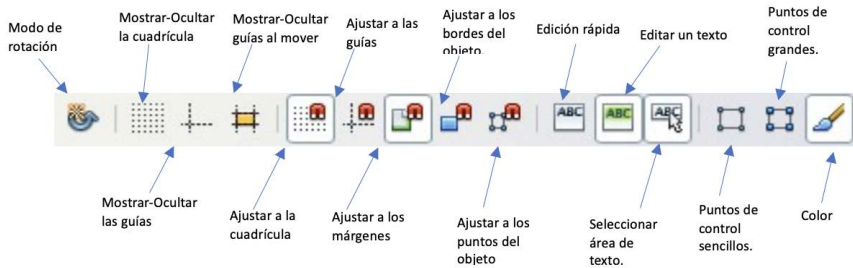 Modo de
rotación
Mostrar-Ocultar
la cuadrícula
Mostrar-Ocultar
guías al mover
Ajustar a las
guías
Ajustar a los
bordes del
objeto.
Edición rápida
Editar un texto
Puntos de
control
grandes.
ABC
ABC
ABC
Mostrar-Ocultar
las guías
Ajustar a la
cuadrícula
Ajustar a los
márgenes
Ajustar a los
puntos del
objeto
Seleccionar
área de
texto.
Puntos de
control
sencillos.
Color